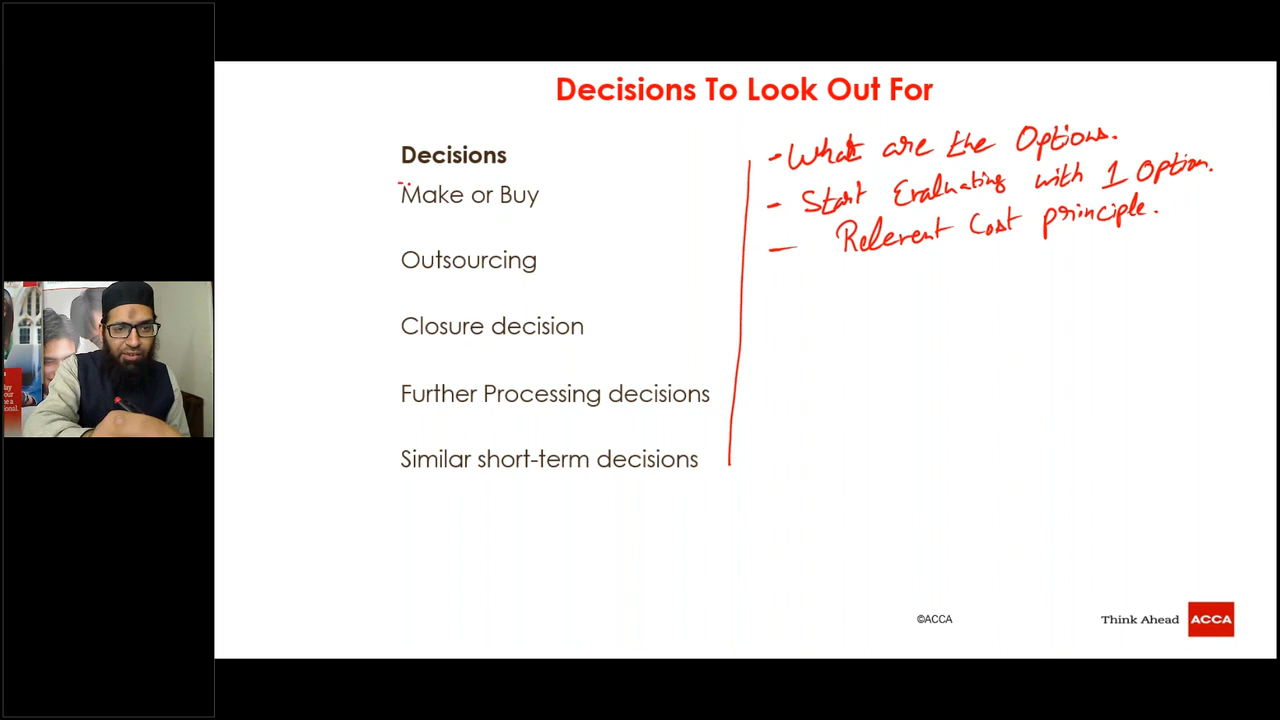 Decisions To Look Out For
Decisions
Make or Buy
Outsourcing
Closure decision
Further Processing decisions
Similar short-term decisions
- What are the Options.
- Start Evaluating with 1 Option.
- Relevent Cost principle.
©ACCA
Think Ahead ACCA